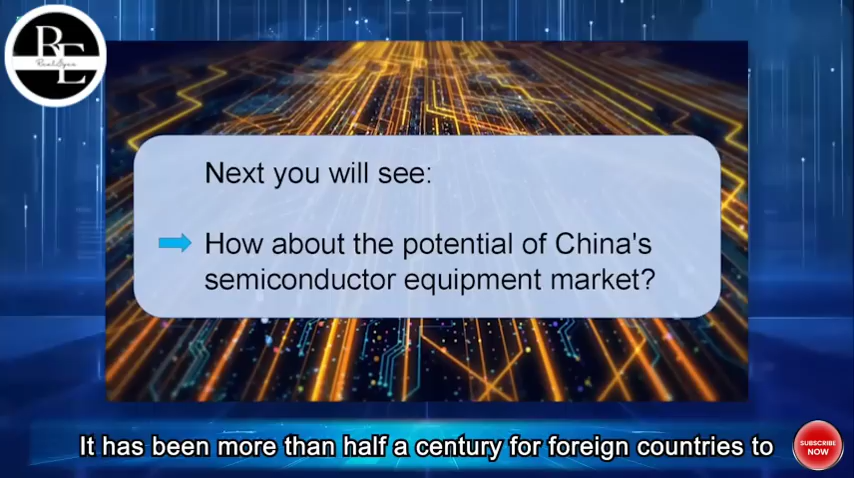 RE
Next you will see:
How about the potential of China's
semiconductor equipment market?
It has been more than half a century for foreign countries to
SUBSCRIBE
NOW